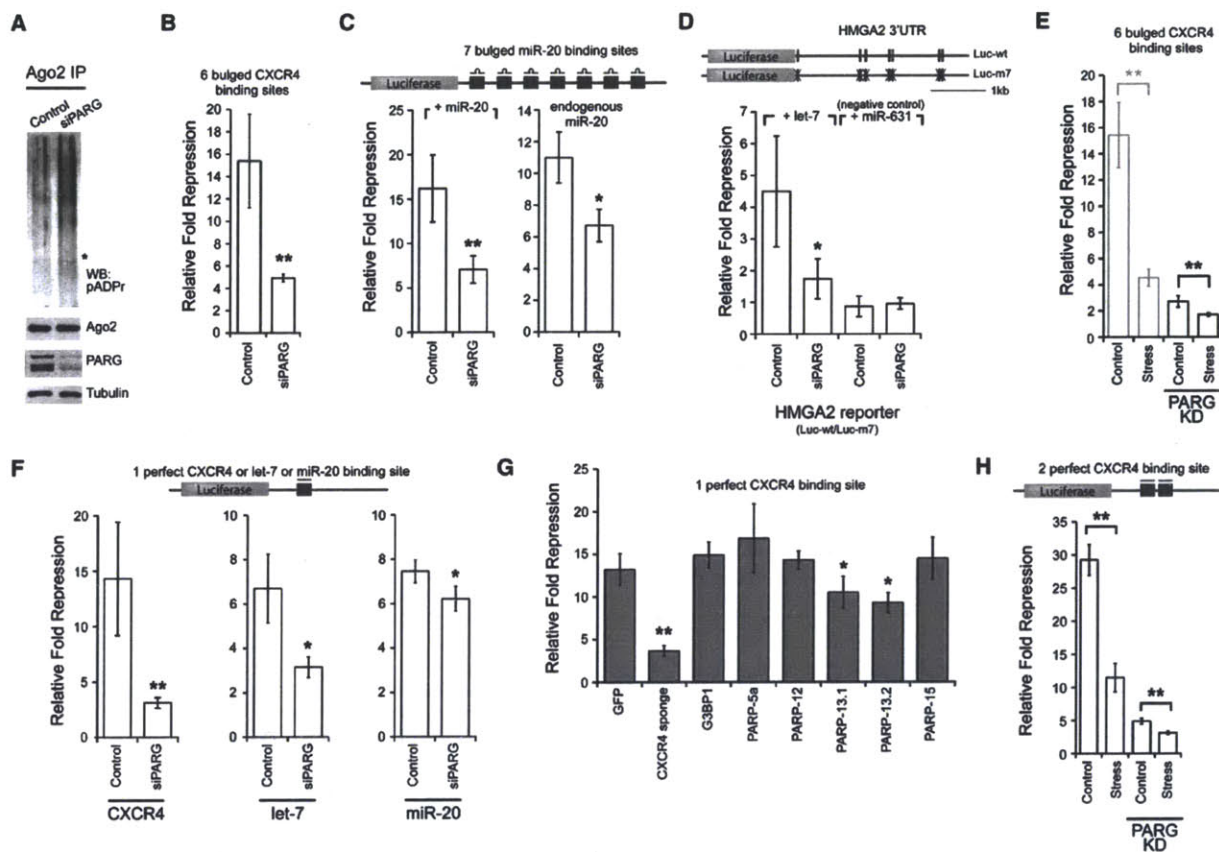 A
Ago2 IP
Control
siPARG
*
WB:
pADPr
Ago2
PARG
Tubulin
B
6 bulged CXCR4
binding sites
Relative Fold Repression
20
18
16
14
12
10
8
6
4
2
0
**
Control
siPARG
C
7 bulged miR-20 binding sites
Luciferase
+ miR-20
Relative Fold Repression
25
20
15
10
5
0
**
Control
siPARG
endogenous
miR-20
14
12
10
8
6
4
2
0
*
Control
siPARG
D
HMGA2 3'UTR
Luciferase
Luc-wt
Luciferase
Luc-m7
1kb
(negative control)
+ let-7
+ miR-631
Relative Fold Repression
7
6
5
4
3
2
1
0
*
Control
siPARG
Control
siPARG
HMGA2 reporter
(Luc-wt/Luc-m7)
E
6 bulged CXCR4
binding sites
Relative Fold Repression
20
18
16
14
12
10
8
6
4
2
0
**
**
Control
Stress
Control
Stress
PARG
KD
F
1 perfect CXCR4 or let-7 or miR-20 binding site
Luciferase
Relative Fold Repression
20
15
10
5
0
**
Control
siPARG
CXCR4
10
8
6
4
2
0
*
Control
siPARG
let-7
10
8
6
4
2
0
*
Control
siPARG
miR-20
G
1 perfect CXCR4 binding site
Relative Fold Repression
25
20
15
10
5
0
**
*
*
GFP
CXCR4 sponge
G3BP1
PARP-5a
PARP-12
PARP-13.1
PARP-13.2
PARP-15
H
2 perfect CXCR4 binding site
Luciferase
Relative Fold Repression
35
30
25
20
15
10
5
0
**
**
Control
Stress
Control
Stress
PARG
KD